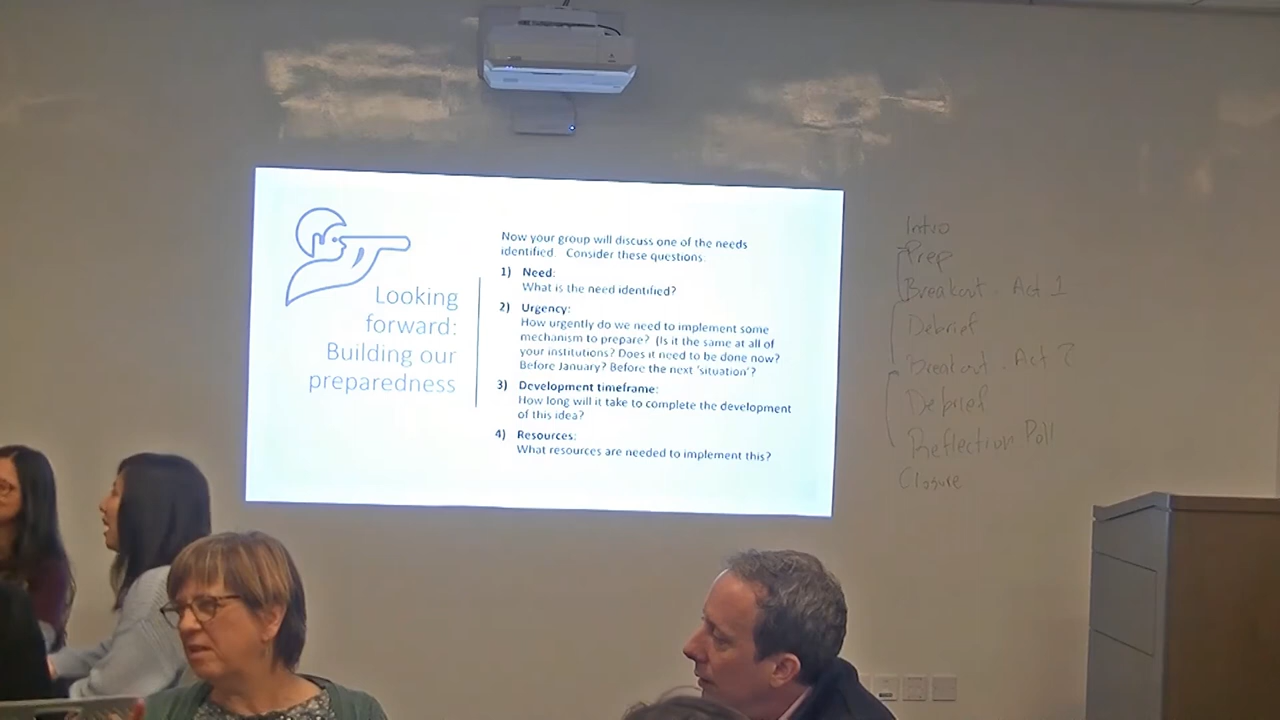 Looking
forward:
Building our
preparedness
Now your group will discuss one of the needs
identified. Consider these questions:
1) Need:
What is the need identified?
2) Urgency:
How urgently do we need to implement some
mechanism to prepare? (Is it the same at all of
your institutions? Does it need to be done now?
Before January? Before the next 'situation'?
3) Development timeframe:
How long will it take to complete the development
of this idea?
4) Resources:
What resources are needed to implement this?
Intro
Prep
Breakout - Act 1
Debrief
Breakout - Act 2
Debrief
Reflection Poll
Closure